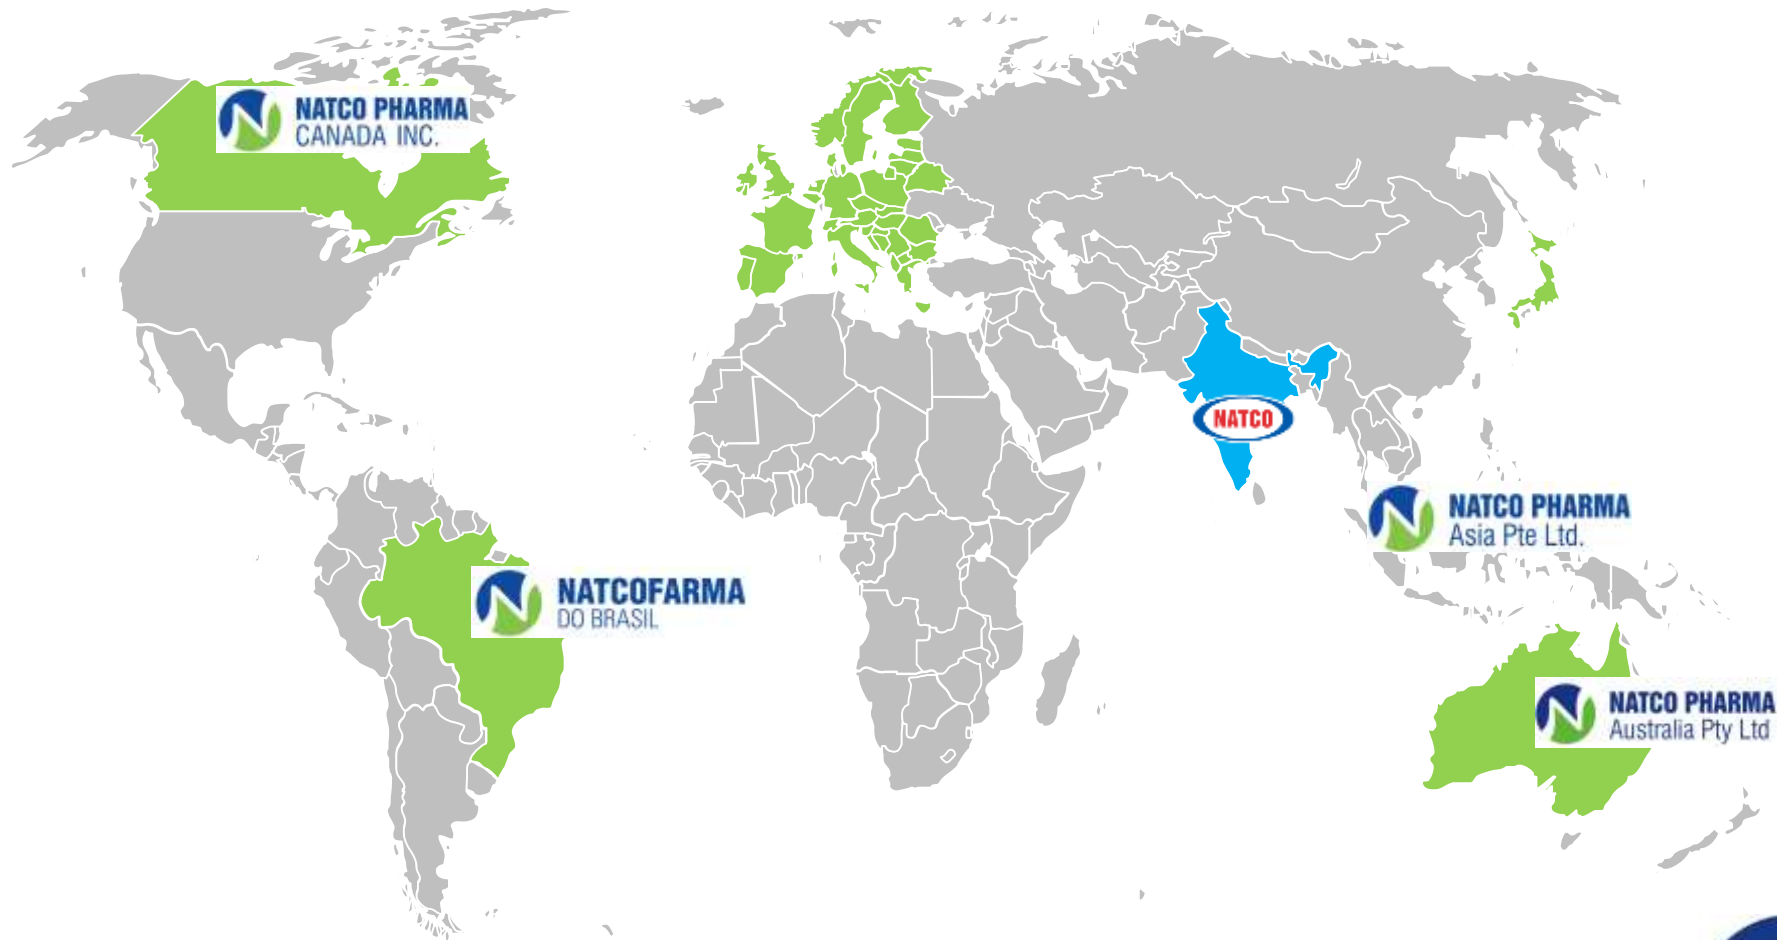 NATCO PHARMA
CANADA INC.
NATCO
NATCO PHARMA
Asia Pte Ltd.
NATCOFARMA
DO BRASIL
NATCO PHARMA
Australia Pty Ltd